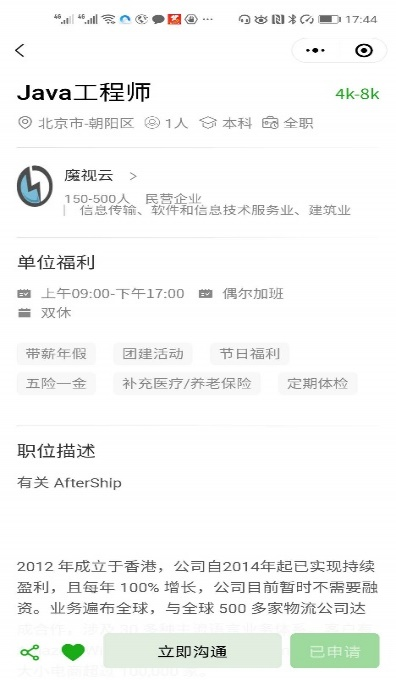 17:44
Java工程师
4k-8k
北京市-朝阳区 1人 本科 全职
魔视云 >
150-500人 民营企业
| 信息传输、软件和信息技术服务业、建筑业
单位福利
上午09:00-下午17:00 偶尔加班
双休
带薪年假 团建活动 节日福利
五险一金 补充医疗/养老保险 定期体检
职位描述
有关 AfterShip
2012 年成立于香港，公司自2014年起已实现持续
盈利，且每年 100% 增长，公司目前暂时不需要融
资。业务遍布全球，与全球 500 多家物流公司达
立即沟通
已申请